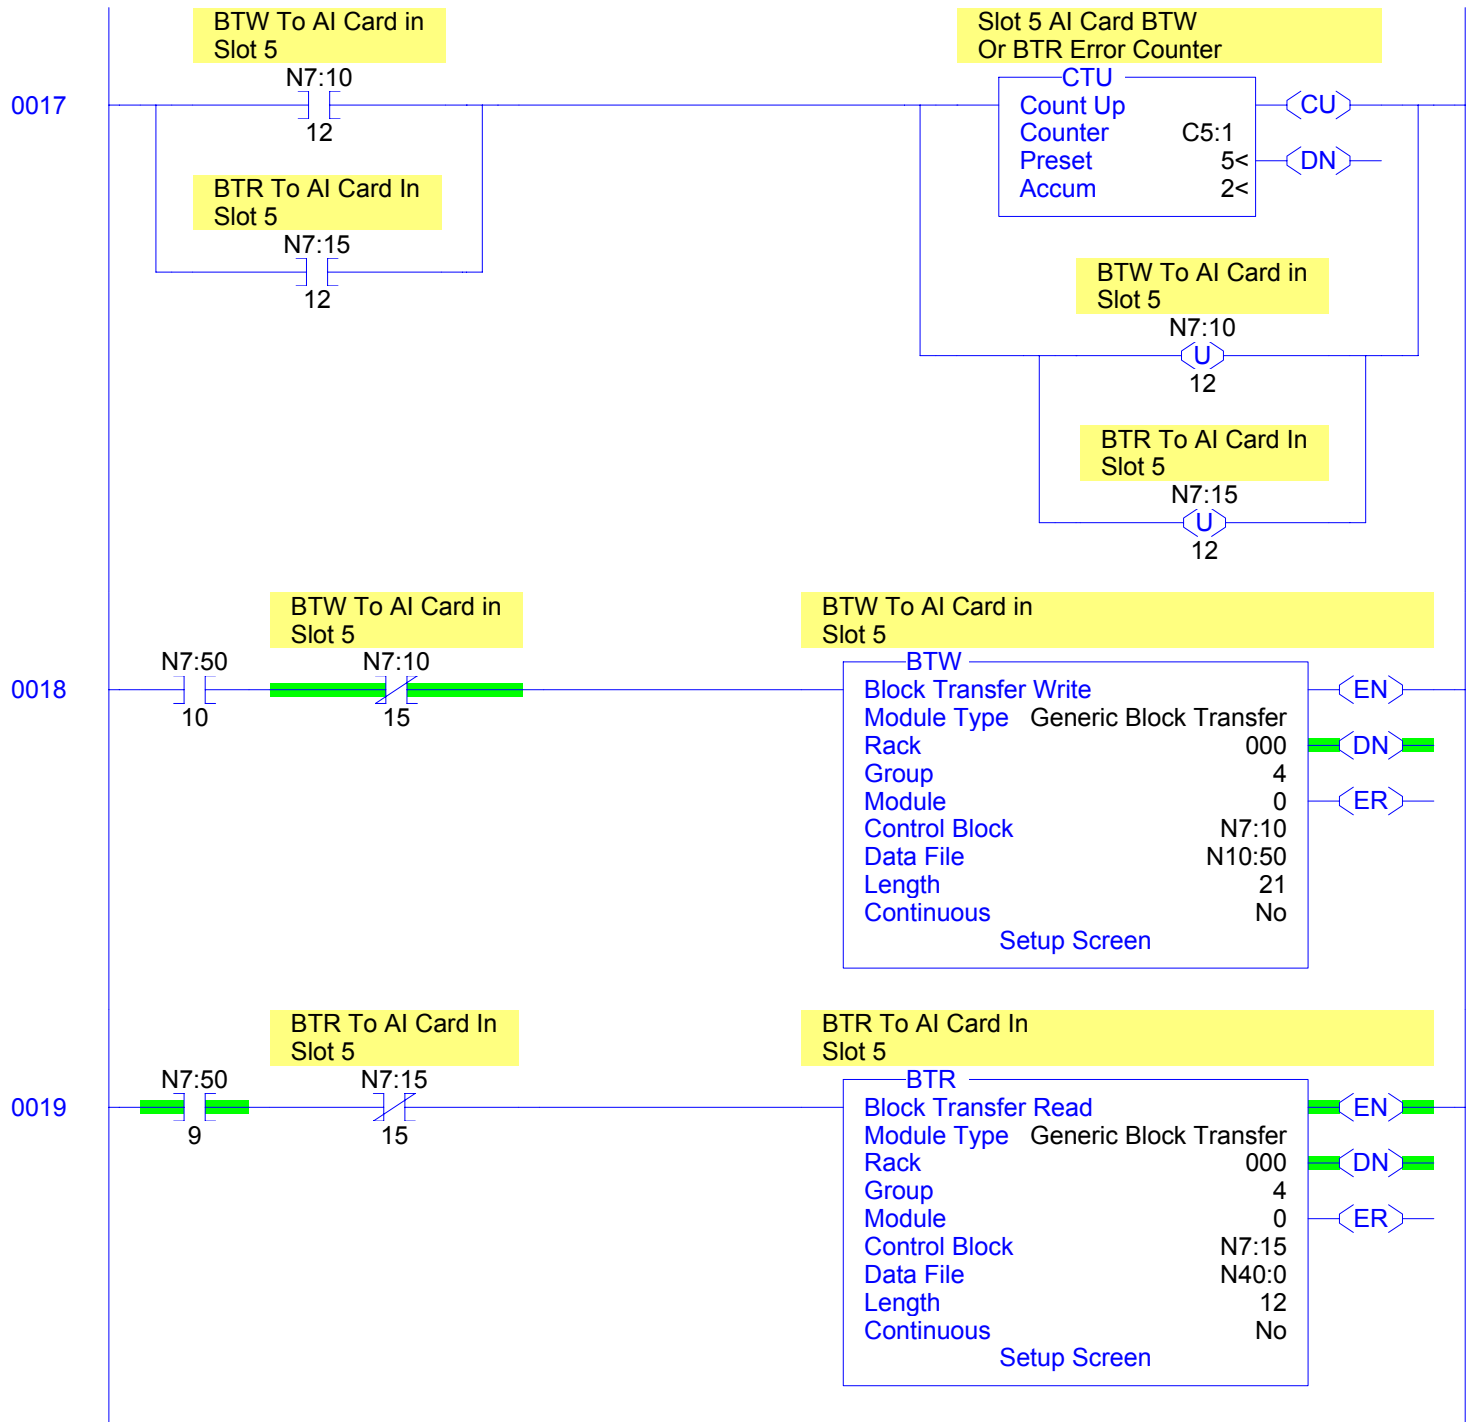 BTW To AI Card in
Slot 5
N7:10
0017
12
BTR To AI Card In
Slot 5
N7:15
12
Slot 5 AI Card BTW
Or BTR Error Counter
CTU
Count Up
CU
Counter C5:1
Preset 5<
DN
Accum 2<
BTW To AI Card in
Slot 5
N7:10
U
12
BTR To AI Card In
Slot 5
N7:15
U
12
0018
N7:50
10
BTW To AI Card in
Slot 5
N7:10
15
BTW To AI Card in
Slot 5
BTW
Block Transfer Write
EN
Module Type Generic Block Transfer
Rack 000
DN
Group 4
Module 0
ER
Control Block N7:10
Data File N10:50
Length 21
Continuous No
Setup Screen
0019
N7:50
9
BTR To AI Card In
Slot 5
N7:15
15
BTR To AI Card In
Slot 5
BTR
Block Transfer Read
EN
Module Type Generic Block Transfer
Rack 000
DN
Group 4
Module 0
ER
Control Block N7:15
Data File N40:0
Length 12
Continuous No
Setup Screen